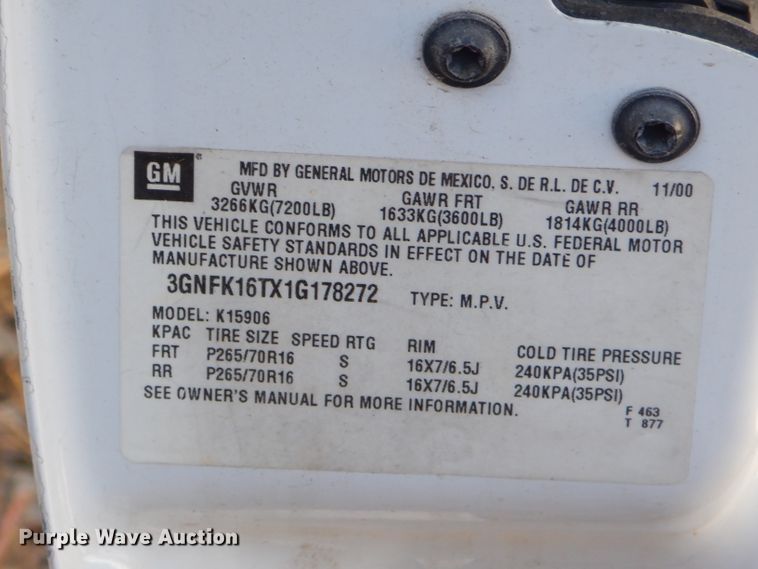 GM
MFD BY GENERAL MOTORS DE MEXICO, S. DE R.L. DE C.V. 11/00
GVWR GAWR FRT GAWR RR
3266KG(7200LB) 1633KG(3600LB) 1814KG(4000LB)
THIS VEHICLE CONFORMS TO ALL APPLICABLE U.S. FEDERAL MOTOR
VEHICLE SAFETY STANDARDS IN EFFECT ON THE DATE OF
MANUFACTURE SHOWN ABOVE.
3GNFK16TX1G178272 TYPE: M.P.V.
MODEL: K15906
KPAC TIRE SIZE SPEED RTG RIM COLD TIRE PRESSURE
FRT P265/70R16 S 16X7/6.5J 240KPA(35PSI)
RR P265/70R16 S 16X7/6.5J 240KPA(35PSI)
SEE OWNER'S MANUAL FOR MORE INFORMATION.
F 463
T 877
Purple Wave Auction